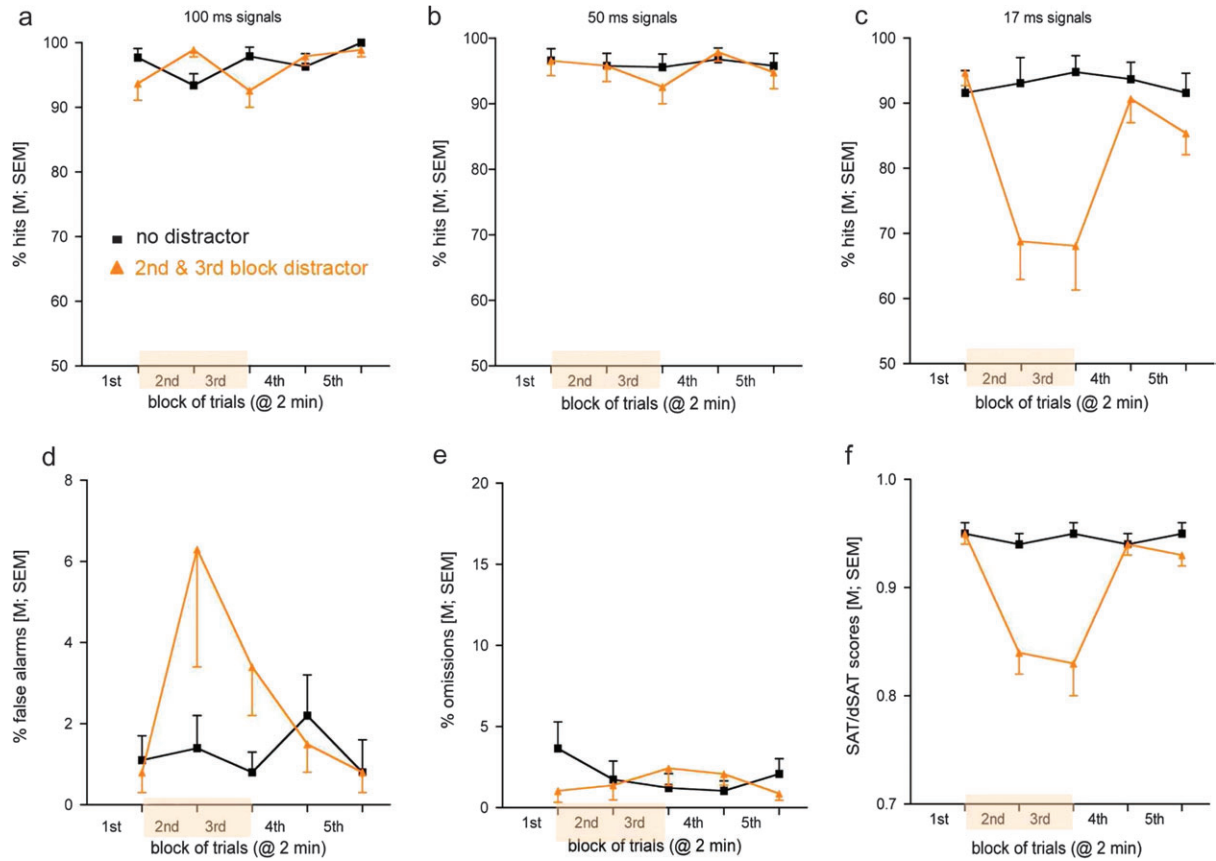 a
100 ms signals
100
90
80
70
60
50
% hits [M; SEM]
no distractor
2nd & 3rd block distractor
1st 2nd 3rd 4th 5th
block of trials (@ 2 min)
b
50 ms signals
100
90
80
70
60
50
% hits [M; SEM]
1st 2nd 3rd 4th 5th
block of trials (@ 2 min)
c
17 ms signals
100
90
80
70
60
50
% hits [M; SEM]
1st 2nd 3rd 4th 5th
block of trials (@ 2 min)
d
8
6
4
2
0
% false alarms [M; SEM]
1st 2nd 3rd 4th 5th
block of trials (@ 2 min)
e
20
15
10
5
0
% omissions [M; SEM]
1st 2nd 3rd 4th 5th
block of trials (@ 2 min)
f
1.0
0.9
0.8
0.7
SAT/dSAT scores [M; SEM]
1st 2nd 3rd 4th 5th
block of trials (@ 2 min)